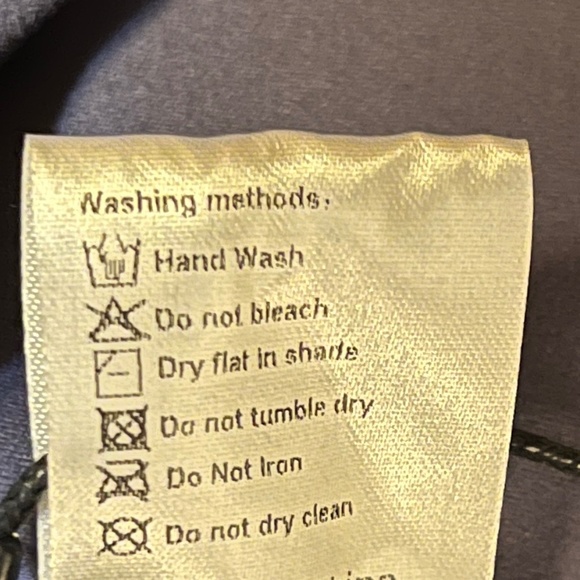 Washing methods:
Hand Wash
Do not bleach
Dry flat in shade
Do not tumble dry
Do Not Iron
Do not dry clean